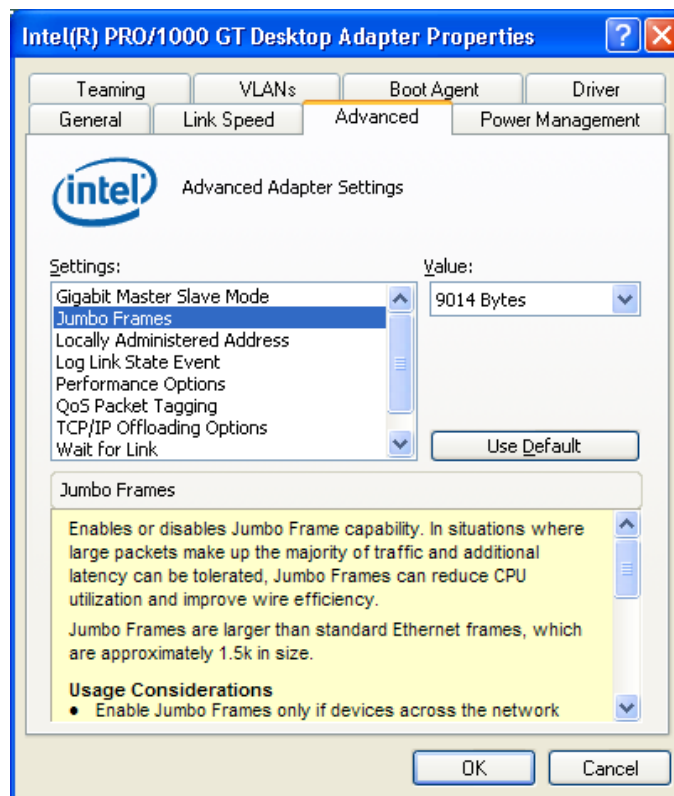 Intel(R) PRO/1000 GT Desktop Adapter Properties
Teaming
VLANs
Boot Agent
Driver
General
Link Speed
Advanced
Power Management
intel
Advanced Adapter Settings
Settings:
Value:
Gigabit Master Slave Mode
Jumbo Frames
Locally Administered Address
Log Link State Event
Performance Options
QoS Packet Tagging
TCP/IP Offloading Options
Wait for Link
9014 Bytes
Use Default
Jumbo Frames
Enables or disables Jumbo Frame capability. In situations where
large packets make up the majority of traffic and additional
latency can be tolerated, Jumbo Frames can reduce CPU
utilization and improve wire efficiency.
Jumbo Frames are larger than standard Ethernet frames, which
are approximately 1.5k in size.
Usage Considerations
• Enable Jumbo Frames only if devices across the network
OK
Cancel